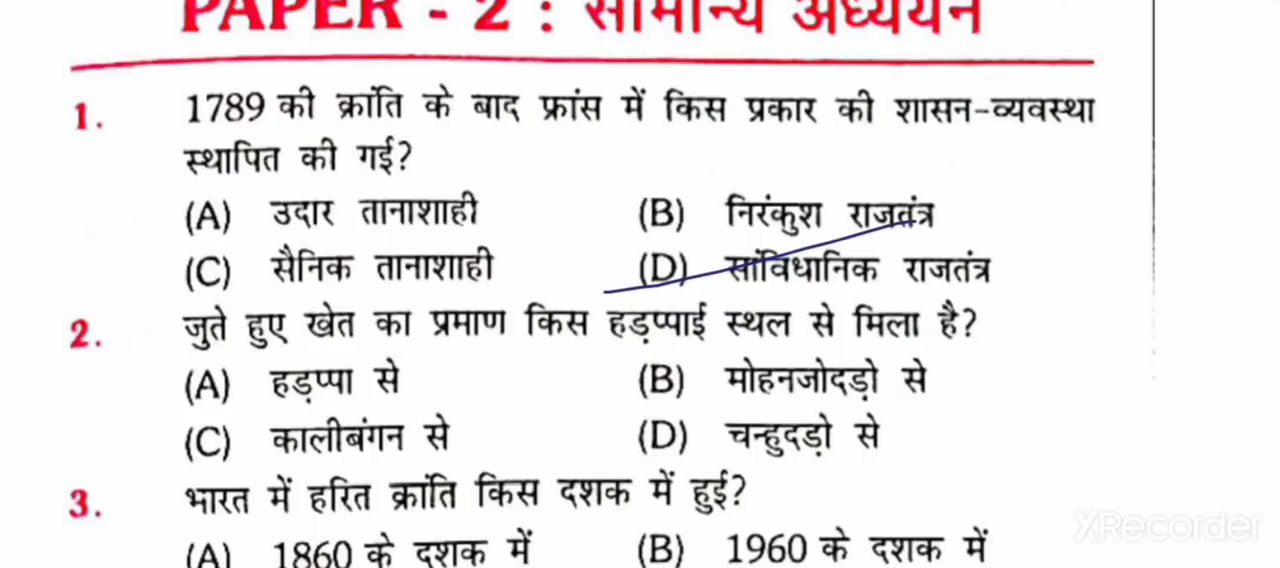 PAPER - 2 : सामान्य अध्ययन
1. 1789 की क्रांति के बाद फ्रांस में किस प्रकार की शासन-व्यवस्था
स्थापित की गई?
(A) उदार तानाशाही (B) निरंकुश राजतंत्र
(C) सैनिक तानाशाही (D) सांविधानिक राजतंत्र
2. जुते हुए खेत का प्रमाण किस हड़प्पाई स्थल से मिला है?
(A) हड़प्पा से (B) मोहनजोदड़ो से
(C) कालीबंगन से (D) चन्हुदड़ो से
3. भारत में हरित क्रांति किस दशक में हुई?
(A) 1860 के दशक में (B) 1960 के दशक में
XRecorder